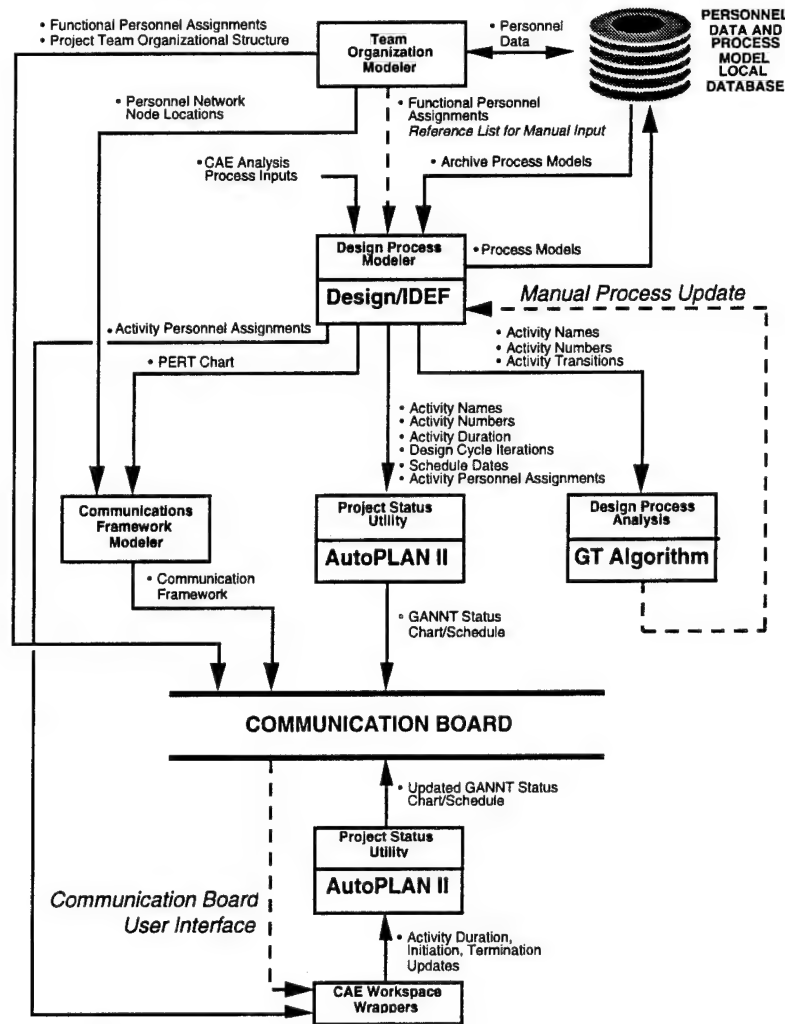 • Functional Personnel Assignments
• Project Team Organizational Structure
Team
Organization
Modeler
• Personnel
Data
PERSONNEL
DATA AND
PROCESS
MODEL
LOCAL
DATABASE
• Personnel Network
Node Locations
• Functional Personnel
Assignments
Reference List for Manual Input
• CAE Analysis
Process Inputs
• Archive Process Models
Design Process
Modeler
Design/IDEF
• Process Models
Manual Process Update
• Activity Personnel Assignments
• PERT Chart
• Activity Names
• Activity Numbers
• Activity Transitions
• Activity Names
• Activity Numbers
• Activity Duration
• Design Cycle Iterations
• Schedule Dates
• Activity Personnel Assignments
Communications
Framework
Modeler
Project Status
Utility
AutoPLAN II
Design Process
Analysis
GT Algorithm
• Communication
Framework
▫ GANNT Status
Chart/Schedule
COMMUNICATION BOARD
• Updated GANNT Status
Chart/Schedule
Project Status
Utility
AutoPLAN II
Communication Board
User Interface
• Activity Duration,
Initiation, Termination
Updates
CAE Workspace
Wrappers